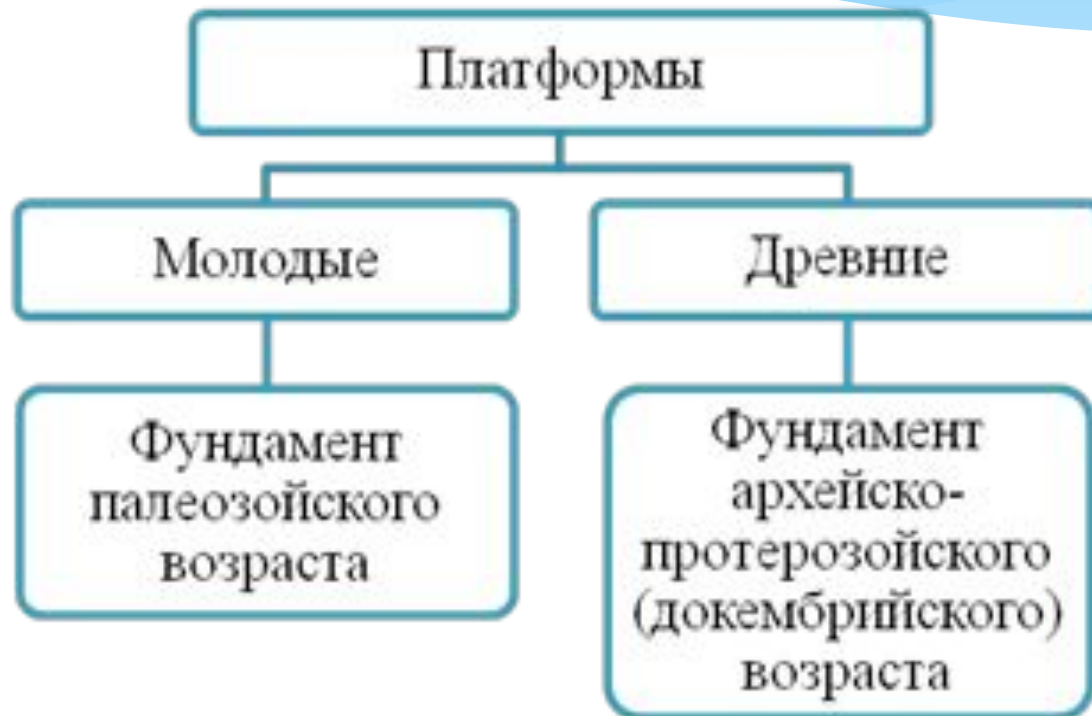 Платформы
Молодые
Древние
Фундамент
палеозойского
возраста
Фундамент
архейско-
протерозойского
(докембрийского)
возраста